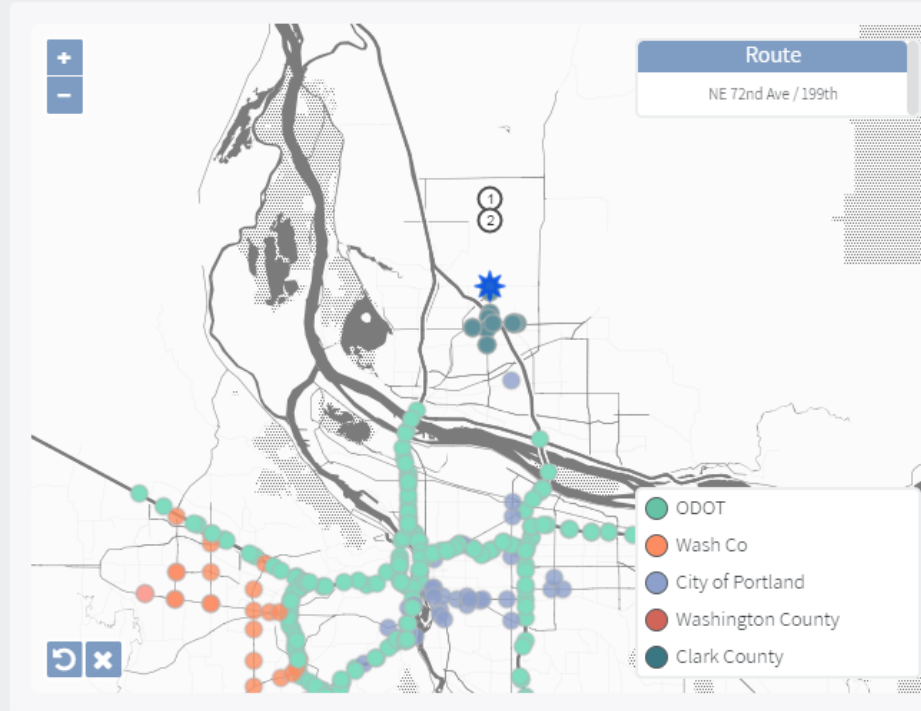 +
−
Route
NE 72nd Ave / 199th
1
2
ODOT
Wash Co
City of Portland
Washington County
Clark County